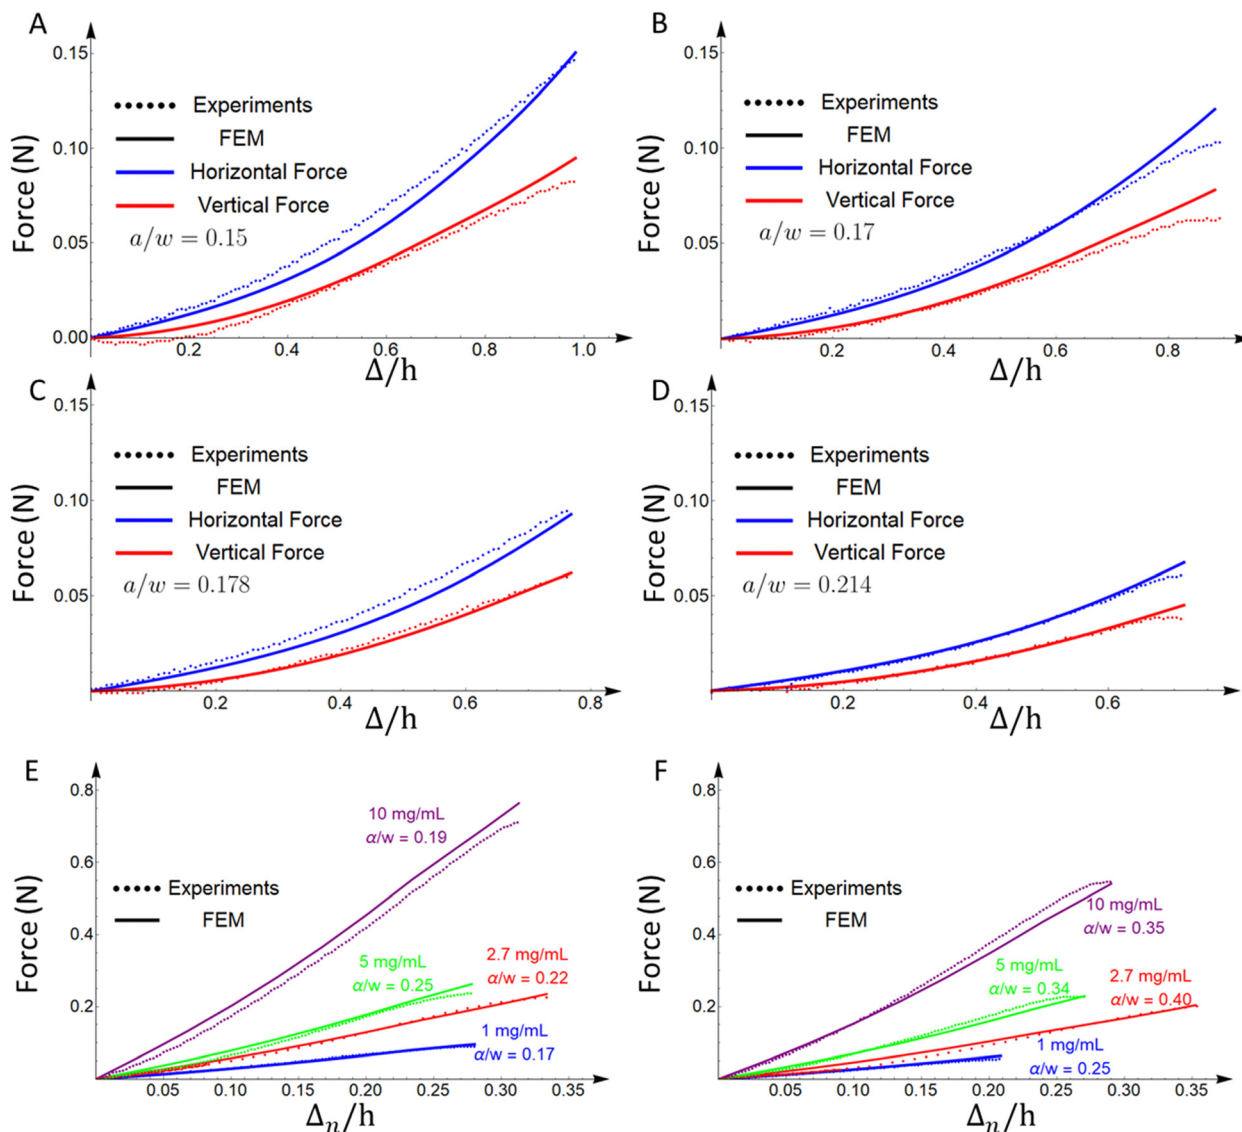 A
0.15
0.10
0.05
0.00
Force (N)
Experiments
FEM
Horizontal Force
Vertical Force
a/w = 0.15
0.2 0.4 0.6 0.8 1.0
Δ/h
B
0.15
0.10
0.05
Force (N)
Experiments
FEM
Horizontal Force
Vertical Force
a/w = 0.17
0.2 0.4 0.6 0.8
Δ/h
C
0.15
0.10
0.05
Force (N)
Experiments
FEM
Horizontal Force
Vertical Force
a/w = 0.178
0.2 0.4 0.6 0.8
Δ/h
D
0.15
0.10
0.05
Force (N)
Experiments
FEM
Horizontal Force
Vertical Force
a/w = 0.214
0.2 0.4 0.6
Δ/h
E
0.8
0.6
0.4
0.2
Force (N)
Experiments
FEM
10 mg/mL
α/w = 0.19
5 mg/mL
α/w = 0.25
2.7 mg/mL
α/w = 0.22
1 mg/mL
α/w = 0.17
0.05 0.10 0.15 0.20 0.25 0.30 0.35
Δn/h
F
0.8
0.6
0.4
0.2
Force (N)
Experiments
FEM
10 mg/mL
α/w = 0.35
5 mg/mL
α/w = 0.34
2.7 mg/mL
α/w = 0.40
1 mg/mL
α/w = 0.25
0.05 0.10 0.15 0.20 0.25 0.30 0.35
Δn/h